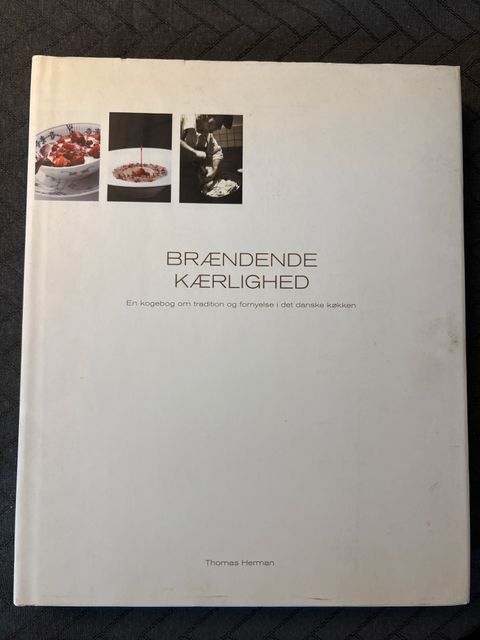 BRÆNDENDE
KÆRLIGHED
En kogebog om tradition og fornyelse i det danske køkken
Thomas Herman